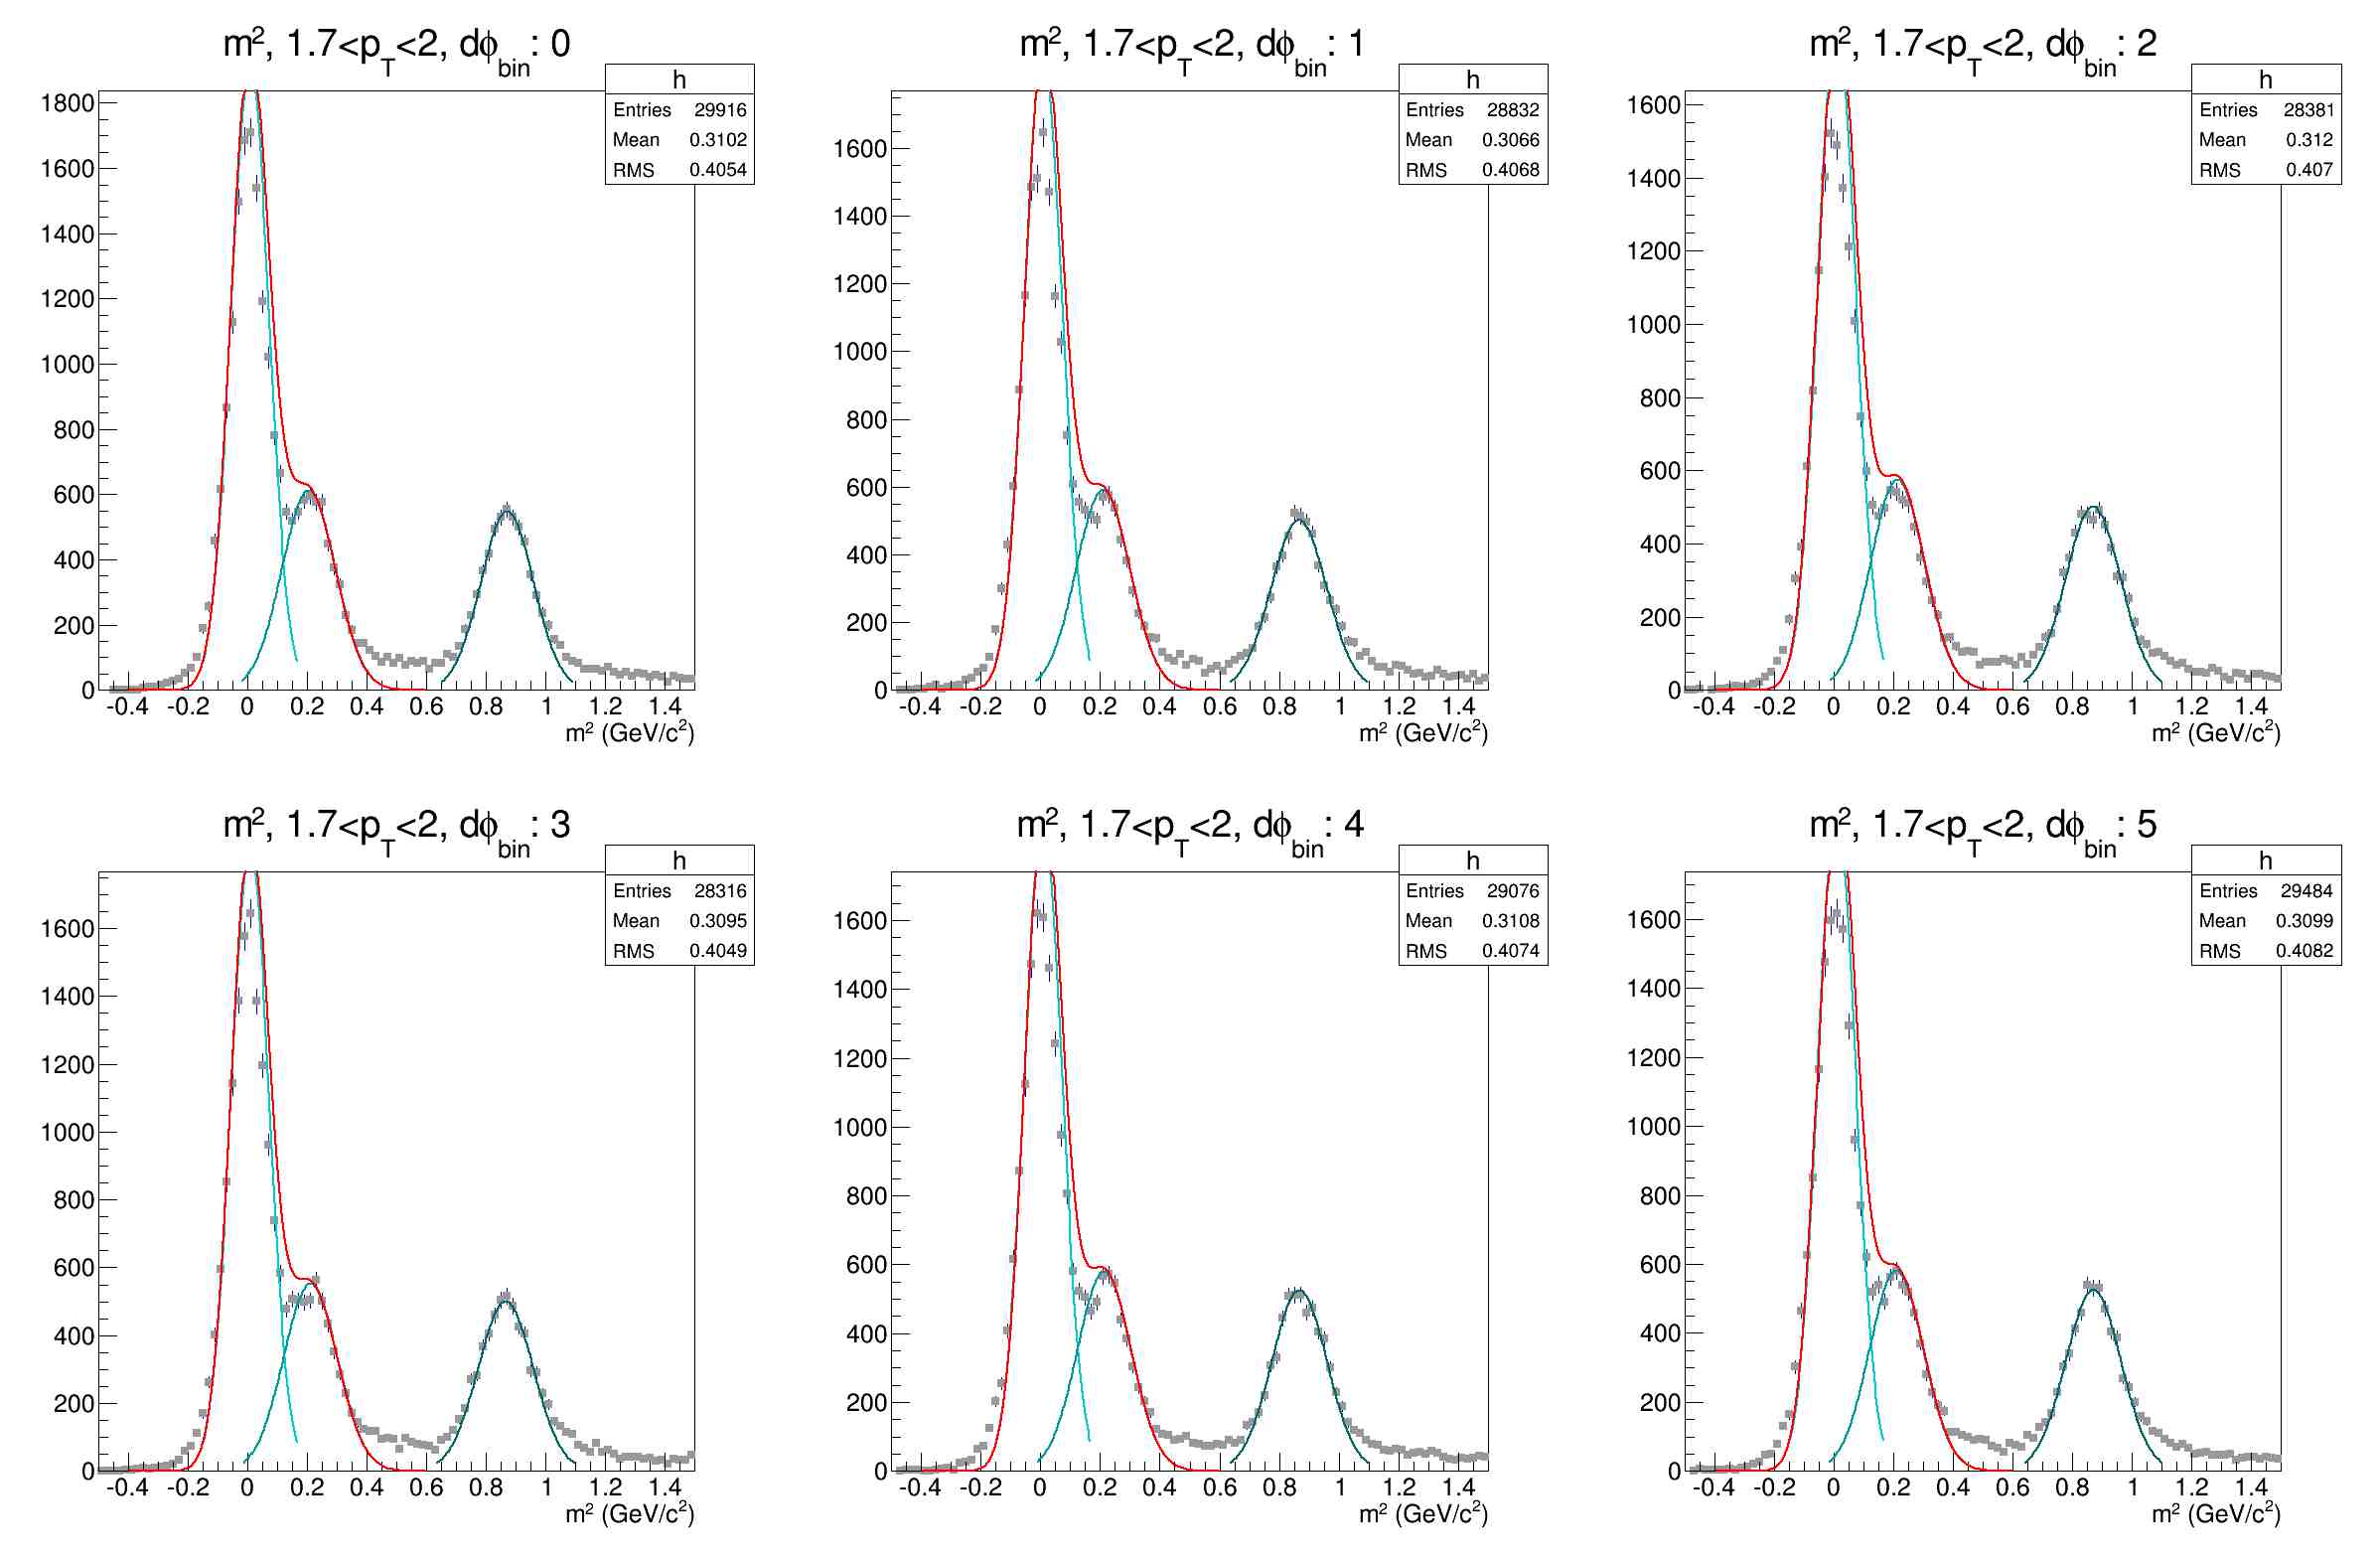 m², 1.7<p_T<2, dϕ_bin : 0
h
Entries 29916
Mean 0.3102
RMS 0.4054
1800
1600
1400
1200
1000
800
600
400
200
0
-0.4 -0.2 0 0.2 0.4 0.6 0.8 1 1.2 1.4
m² (GeV/c²)
m², 1.7<p_T<2, dϕ_bin : 1
h
Entries 28832
Mean 0.3066
RMS 0.4068
1600
1400
1200
1000
800
600
400
200
0
-0.4 -0.2 0 0.2 0.4 0.6 0.8 1 1.2 1.4
m² (GeV/c²)
m², 1.7<p_T<2, dϕ_bin : 2
h
Entries 28381
Mean 0.312
RMS 0.407
1600
1400
1200
1000
800
600
400
200
0
-0.4 -0.2 0 0.2 0.4 0.6 0.8 1 1.2 1.4
m² (GeV/c²)
m², 1.7<p_T<2, dϕ_bin : 3
h
Entries 28316
Mean 0.3095
RMS 0.4049
1600
1400
1200
1000
800
600
400
200
0
-0.4 -0.2 0 0.2 0.4 0.6 0.8 1 1.2 1.4
m² (GeV/c²)
m², 1.7<p_T<2, dϕ_bin : 4
h
Entries 29076
Mean 0.3108
RMS 0.4074
1600
1400
1200
1000
800
600
400
200
0
-0.4 -0.2 0 0.2 0.4 0.6 0.8 1 1.2 1.4
m² (GeV/c²)
m², 1.7<p_T<2, dϕ_bin : 5
h
Entries 29484
Mean 0.3099
RMS 0.4082
1600
1400
1200
1000
800
600
400
200
0
-0.4 -0.2 0 0.2 0.4 0.6 0.8 1 1.2 1.4
m² (GeV/c²)